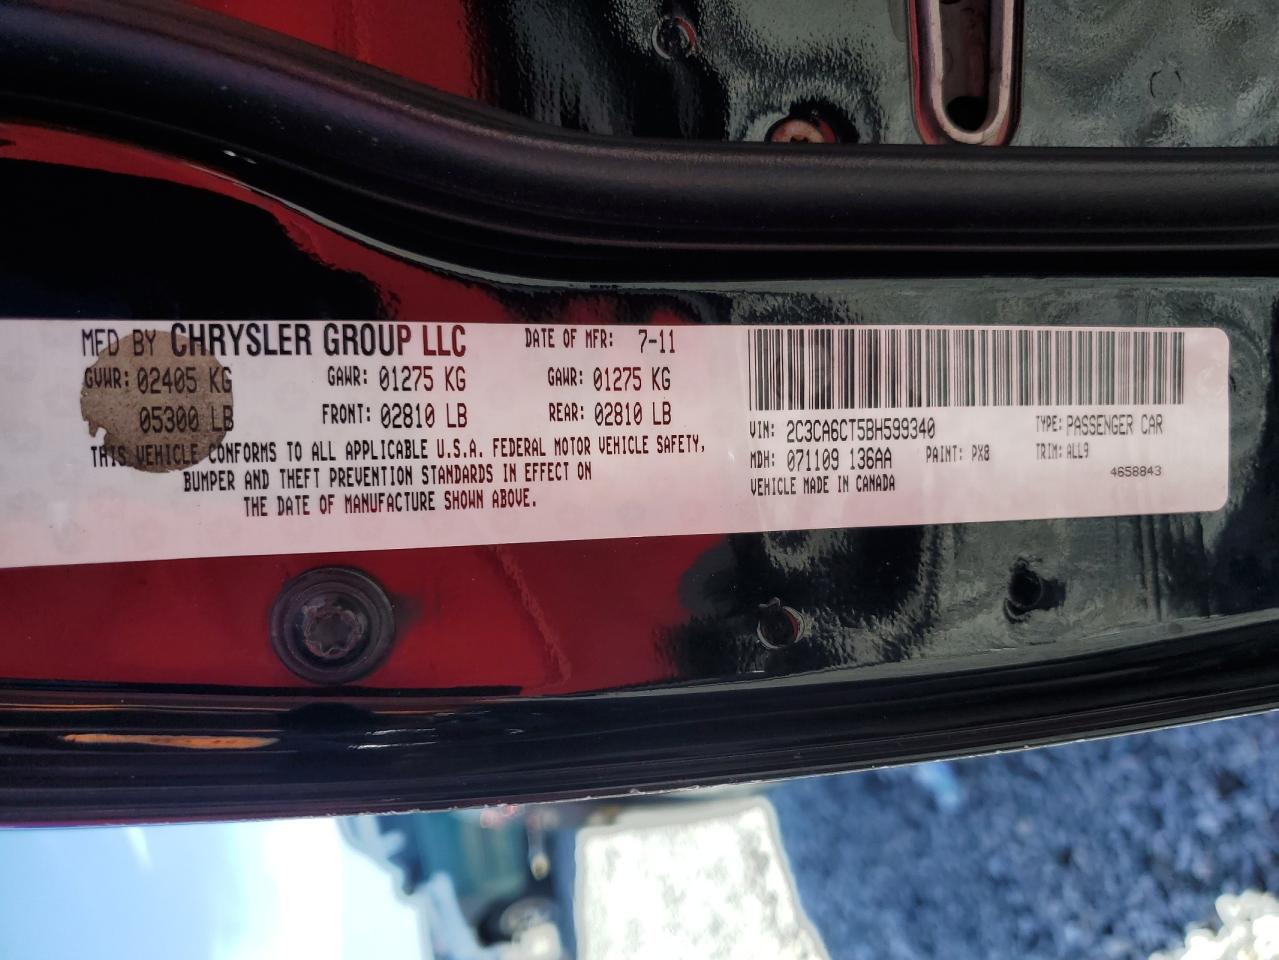 MFD BY CHRYSLER GROUP LLC DATE OF MFR: 7-11
GVWR: 02405 KG GAWR: 01275 KG GAWR: 01275 KG
05300 LB FRONT: 02810 LB REAR: 02810 LB
THIS VEHICLE CONFORMS TO ALL APPLICABLE U.S.A. FEDERAL MOTOR VEHICLE SAFETY,
BUMPER AND THEFT PREVENTION STANDARDS IN EFFECT ON
THE DATE OF MANUFACTURE SHOWN ABOVE.
VIN: 2C3CA6CT5BH599340 TYPE: PASSENGER CAR
MDH: 071109 136AA PAINT: PX8 TRIM: ALL9
VEHICLE MADE IN CANADA 4658843